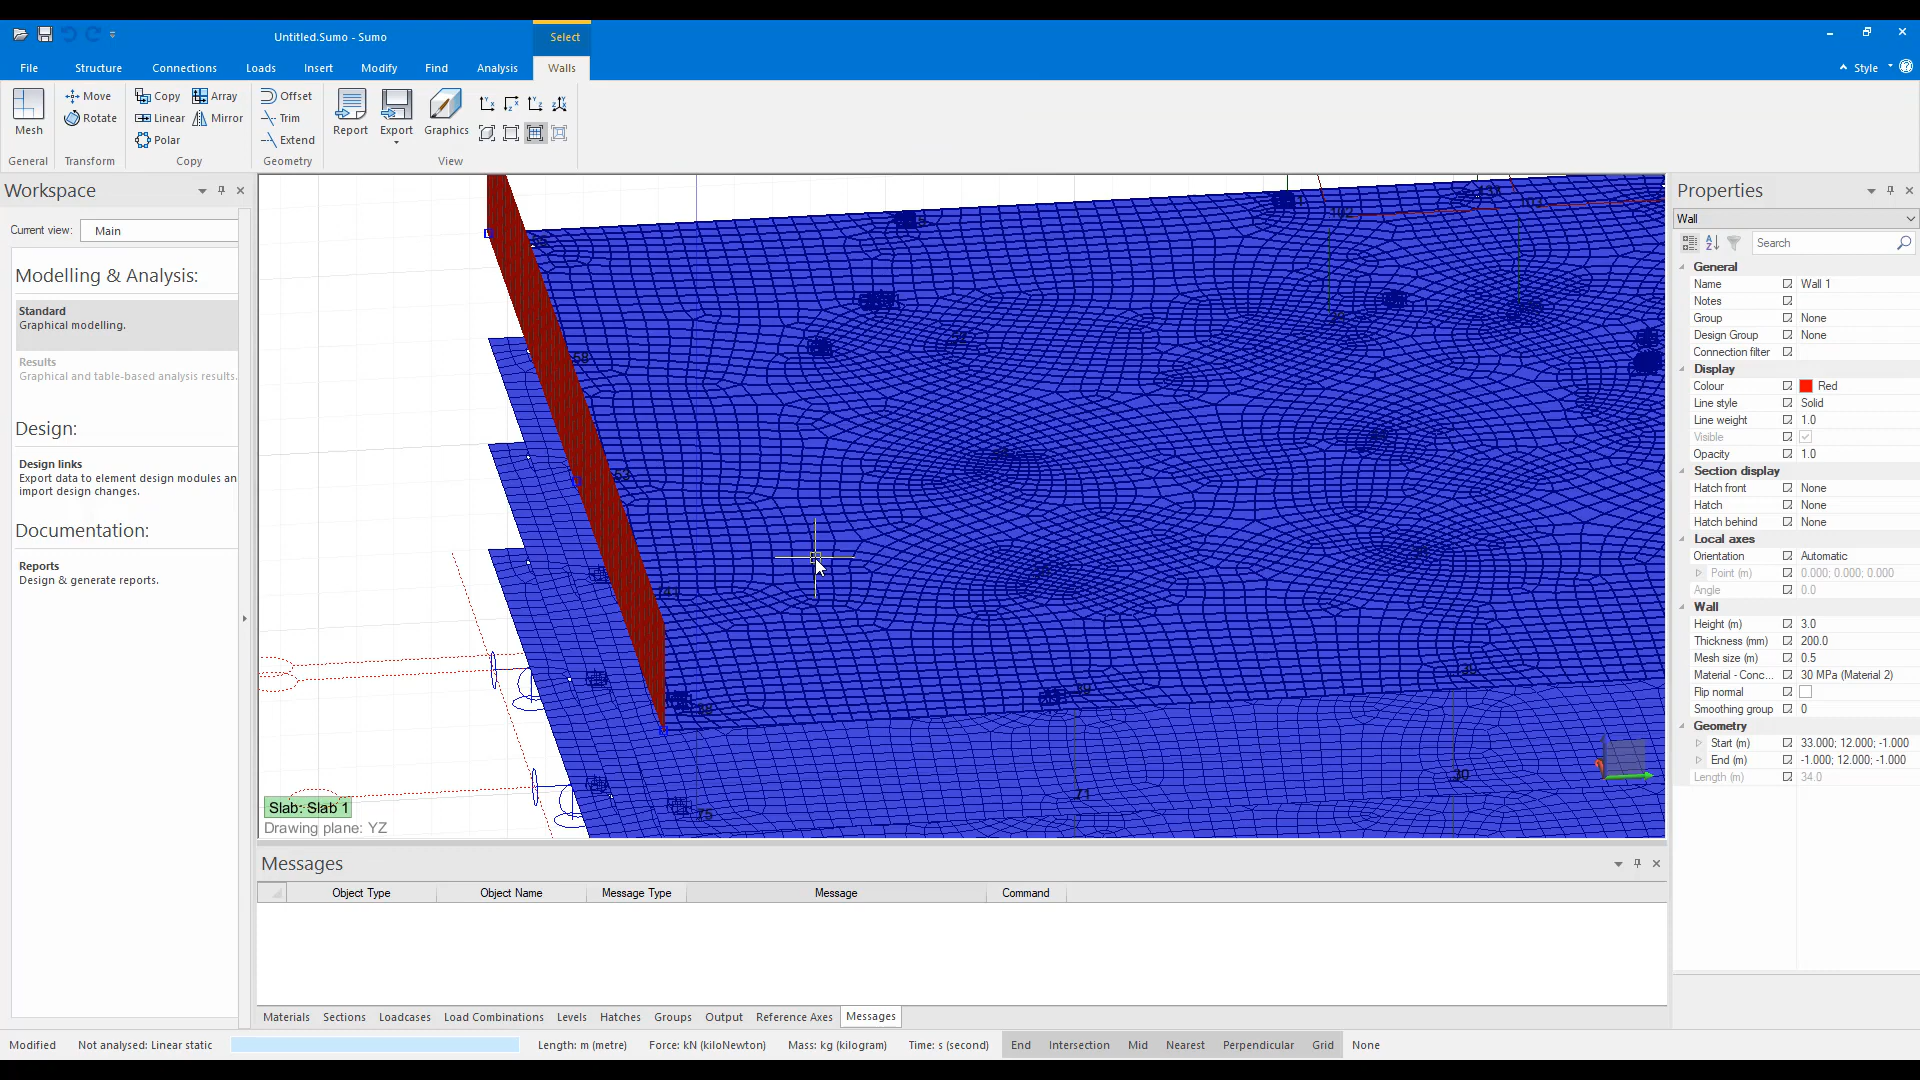 Untitled.Sumo - Sumo
Select
File
Structure
Connections
Loads
Insert
Modify
Find
Analysis
Walls
Style
Mesh
General
Move
Rotate
Transform
Copy
Array
Linear
Mirror
Polar
Copy
Offset
Trim
Extend
Geometry
Report
Export
Graphics
View
Workspace
Current view:
Main
Modelling & Analysis:
Standard
Graphical modelling.
Results
Graphical and table-based analysis results.
Design:
Design links
Export data to element design modules an
import design changes.
Documentation:
Reports
Design & generate reports.
102
103
58
53
39
38
30
71
75
Slab: Slab 1
Drawing plane: YZ
Messages
Object Type
Object Name
Message Type
Message
Command
Materials
Sections
Loadcases
Load Combinations
Levels
Hatches
Groups
Output
Reference Axes
Messages
Properties
Wall
Search
General
Name Wall 1
Notes
Group None
Design Group None
Connection filter
Display
Colour Red
Line style Solid
Line weight 1.0
Visible
Opacity 1.0
Section display
Hatch front None
Hatch None
Hatch behind None
Local axes
Orientation Automatic
Point (m) 0.000; 0.000; 0.000
Angle 0.0
Wall
Height (m) 3.0
Thickness (mm) 200.0
Mesh size (m) 0.5
Material - Conc... 30 MPa (Material 2)
Flip normal
Smoothing group 0
Geometry
Start (m) 33.000; 12.000; -1.000
End (m) -1.000; 12.000; -1.000
Length (m) 34.0
Modified
Not analysed: Linear static
Length: m (metre)
Force: kN (kiloNewton)
Mass: kg (kilogram)
Time: s (second)
End
Intersection
Mid
Nearest
Perpendicular
Grid
None